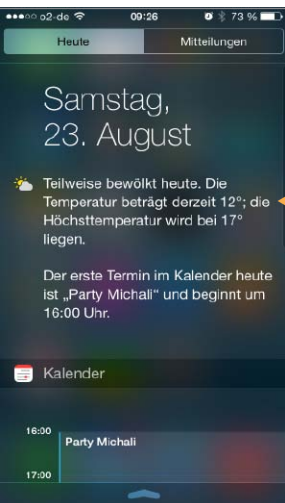 o2-de 09:26 73 %
Heute Mitteilungen
Samstag,
23. August
Teilweise bewölkt heute. Die
Temperatur beträgt derzeit 12°; die
Höchsttemperatur wird bei 17°
liegen.
Der erste Termin im Kalender heute
ist „Party Michali“ und beginnt um
16:00 Uhr.
Kalender
16:00
Party Michali
17:00